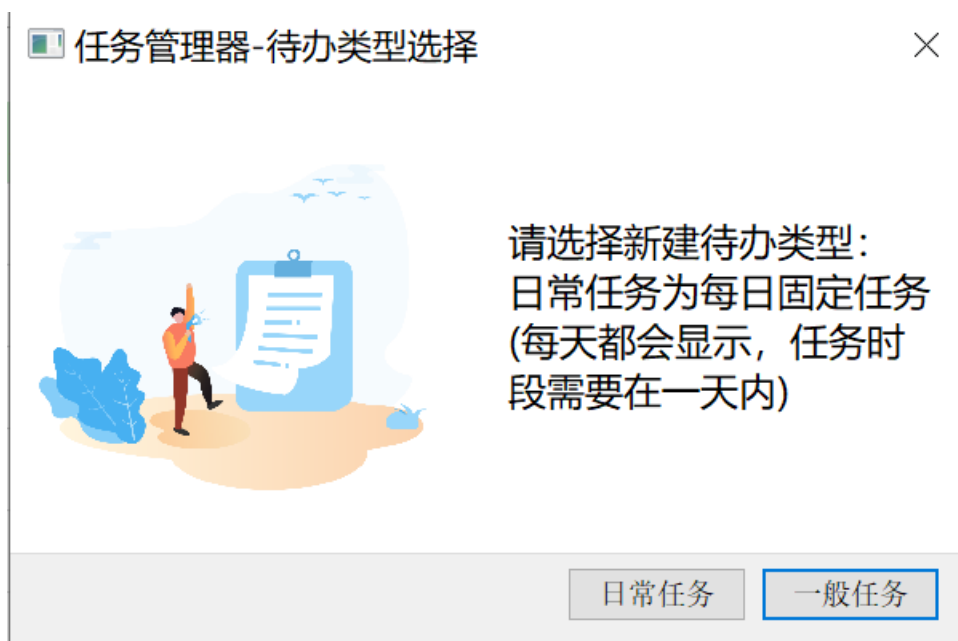 任务管理器-待办类型选择
请选择新建待办类型：
日常任务为每日固定任务
(每天都会显示，任务时
段需要在一天内)
日常任务
一般任务